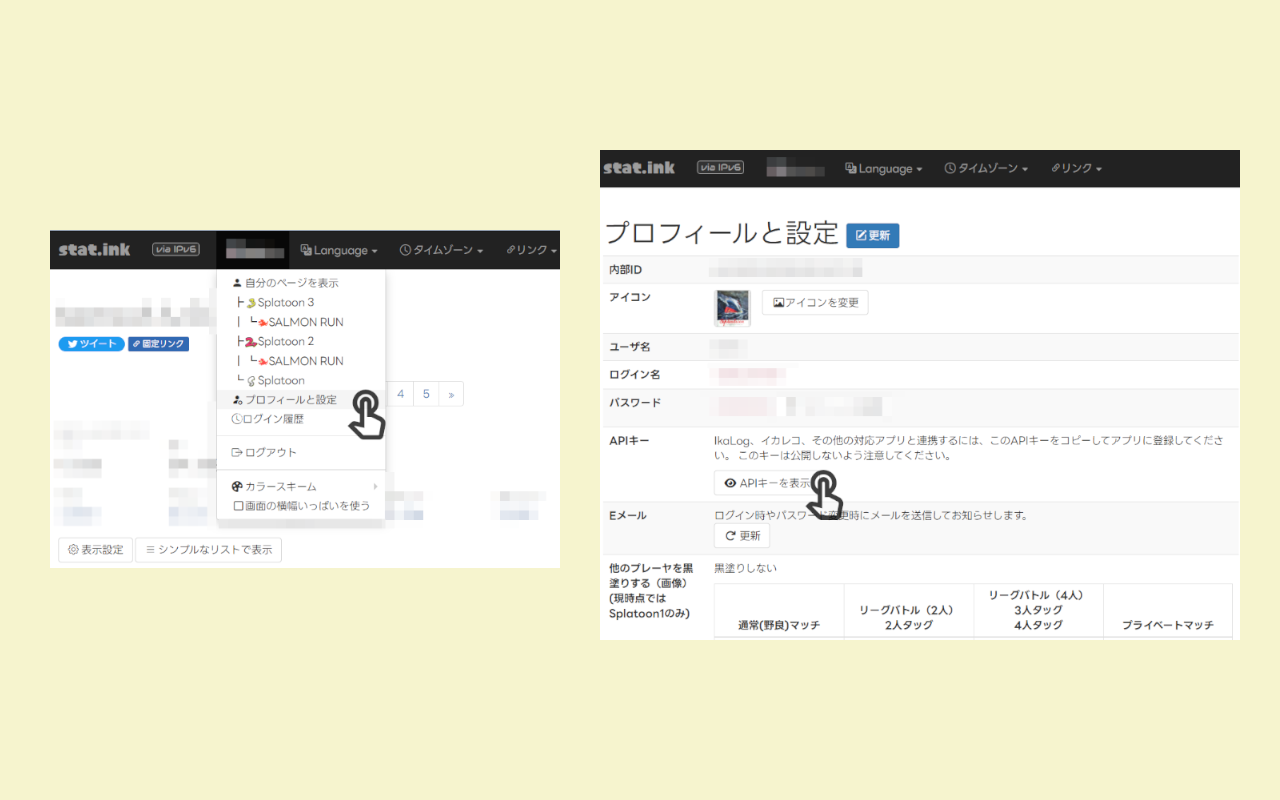 stat.ink via IPv6 Language タイムゾーン リンク
自分のページを表示
Splatoon 3
SALMON RUN
Splatoon 2
SALMON RUN
Splatoon
プロフィールと設定
ログイン履歴
ログアウト
カラースキーム
画面の横幅いっぱいを使う
ツイート 固定リンク
4 5 »
表示設定 シンプルなリストで表示
stat.ink via IPv6 Language タイムゾーン リンク
プロフィールと設定 更新
内部ID
アイコン アイコンを変更
ユーザ名
ログイン名
パスワード
APIキー IkaLog、イカレコ、その他の対応アプリと連携するには、このAPIキーをコピーしてアプリに登録してくださ
い。 このキーは公開しないよう注意してください。
APIキーを表示
Eメール ログイン時やパスワード変更時にメールを送信してお知らせします。
更新
他のプレーヤを黒 黒塗りしない
塗りする（画像）
(現時点では
Splatoon1のみ)
通常(野良)マッチ
リーグバトル（2人）
2人タッグ
リーグバトル（4人）
3人タッグ
4人タッグ
プライベートマッチ